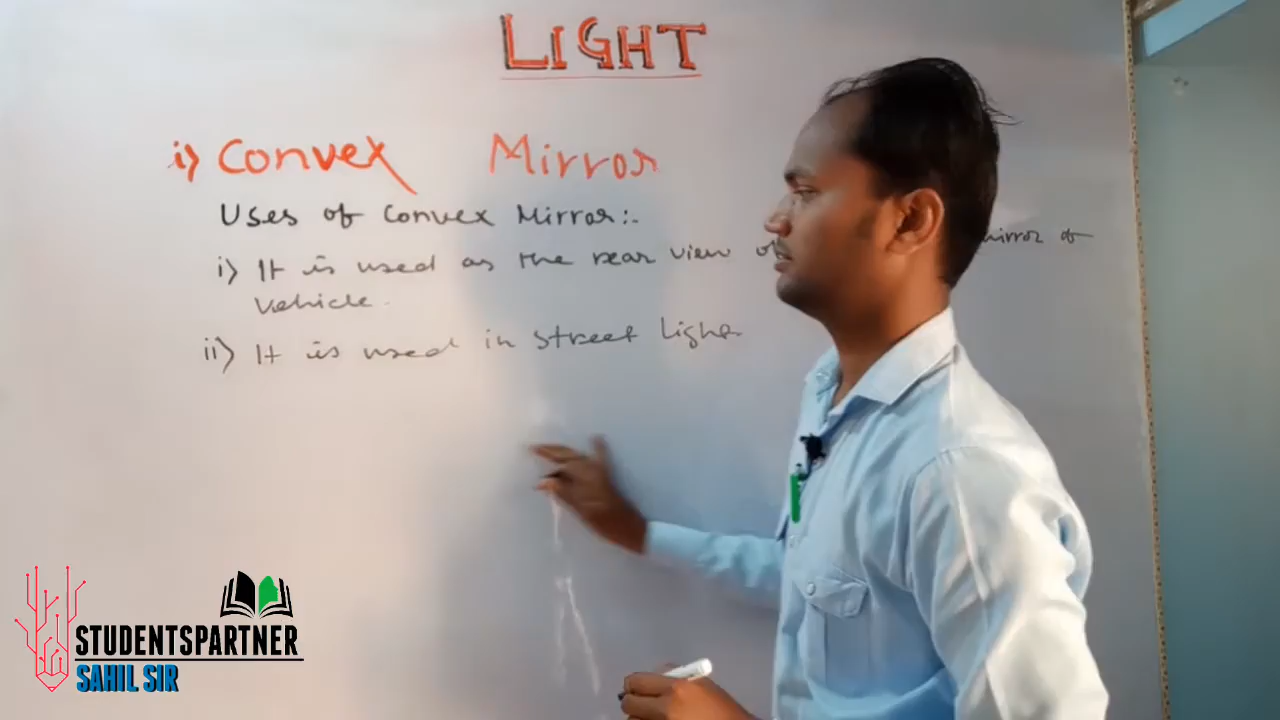 LIGHT
i) Convex Mirror
Uses of Convex Mirror:-
i) It is used as the rear view of mirror of
vehicle.
ii) It is used in street light.
STUDENTSPARTNER
SAHIL SIR